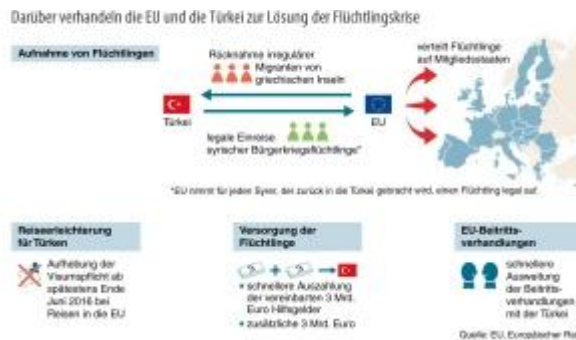 Darüber verhandeln die EU und die Türkei zur Lösung der Flüchtlingskrise
Aufnahme von Flüchtlingen
Rücknahme irregulärer
Migranten von
griechischen Inseln
verteilt Flüchtlinge
auf Mitgliedsstaaten
Türkei
EU
legale Einreise
syrischer Bürgerkriegsflüchtlinge*
*EU nimmt für jeden Syrer, der zurück in die Türkei gebracht wird, einen Flüchtling legal auf.
Reiseerleichterung
für Türken
Aufhebung der
Visumspflicht ab
spätestens Ende
Juni 2016 bei
Reisen in die EU
Versorgung der
Flüchtlinge
• schnellere Auszahlung
der vereinbarten 3 Mrd.
Euro Hilfsgelder
• zusätzliche 3 Mrd. Euro
EU-Beitritts-
verhandlungen
schnellere
Ausweitung
der Beitritts-
verhandlungen
mit der Türkei
Quelle: EU, Europäischer